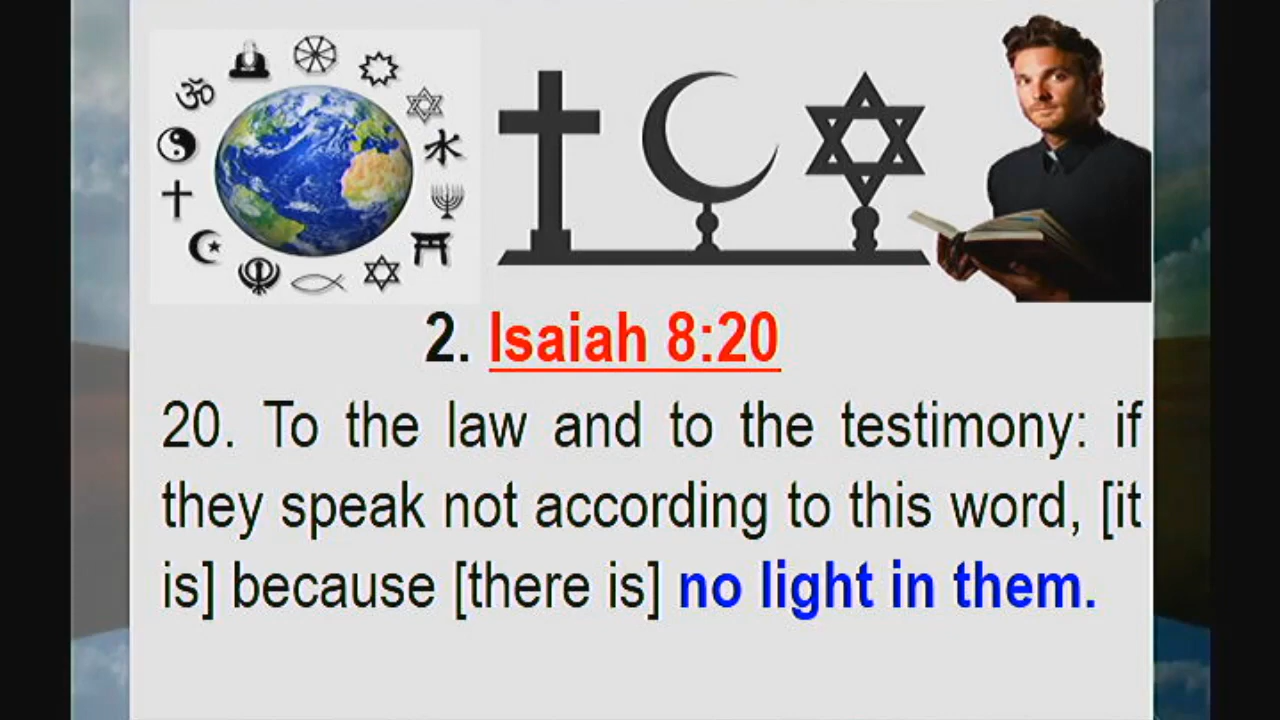 2. Isaiah 8:20
20. To the law and to the testimony: if
they speak not according to this word, [it
is] because [there is] no light in them.